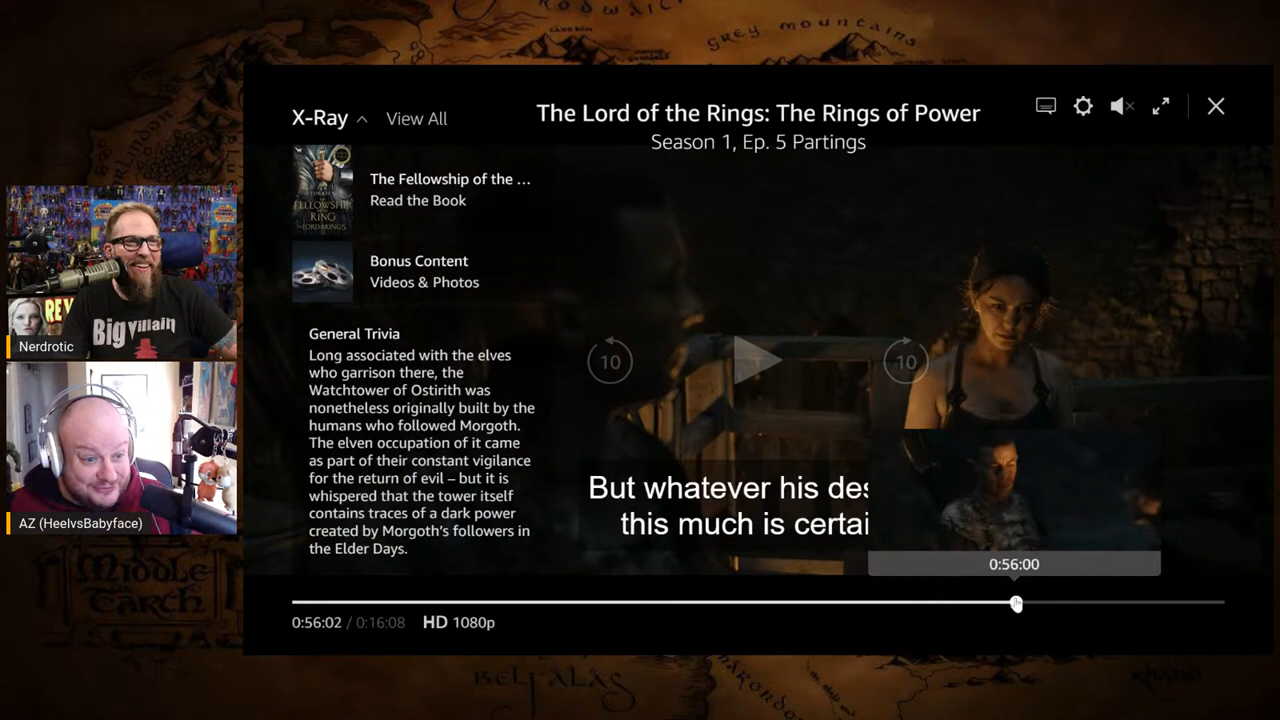 GREY MOUNTAINS
X-Ray
View All
The Lord of the Rings: The Rings of Power
Season 1, Ep. 5 Partings
The Fellowship of the ...
Read the Book
FELLOWSHIP
RING
Bonus Content
Videos & Photos
General Trivia
Long associated with the elves
who garrison there, the
Watchtower of Ostirith was
nonetheless originally built by the
humans who followed Morgoth.
The elven occupation of it came
as part of their constant vigilance
for the return of evil – but it is
whispered that the tower itself
contains traces of a dark power
created by Morgoth's followers in
the Elder Days.
10
10
But whatever his des
this much is certai
0:56:00
0:56:02 / 0:16:08
HD 1080p
Big Villain
Nerdrotic
AZ (HeelvsBabyface)
MIDDLE
EARTH
BELFALAS